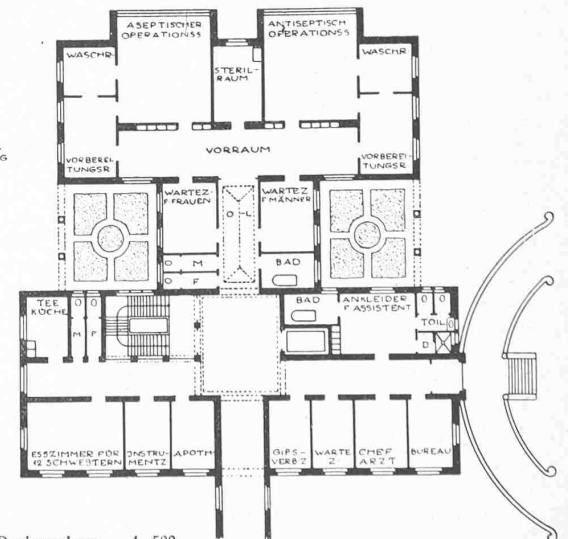 ASEPTISCHER
OPERATIONSS
ANTISEPTISCH
OPERATIONSS
WASCHR
STERIL-
RAUM
WASCHR
G
VORRAUM
VORBEREI-
TUNGSR.
VORBEREI-
TUNGSR.
WARTEZ-
F FRAUEN
O-L
WARTEZ
F MÄNNER
O M
O F
BAD
TEE
KÜCHE
O O
M F
BAD
ANKLEIDER
F ASSISTENT
O O
TOIL
O
D
ESSZIMMER FÜR
12 SCHWESTERN
INSTRU-
MENTZ
APOTH
GIPS-
VERBZ
WARTE
Z
CHEF
ARZT
BUREAU